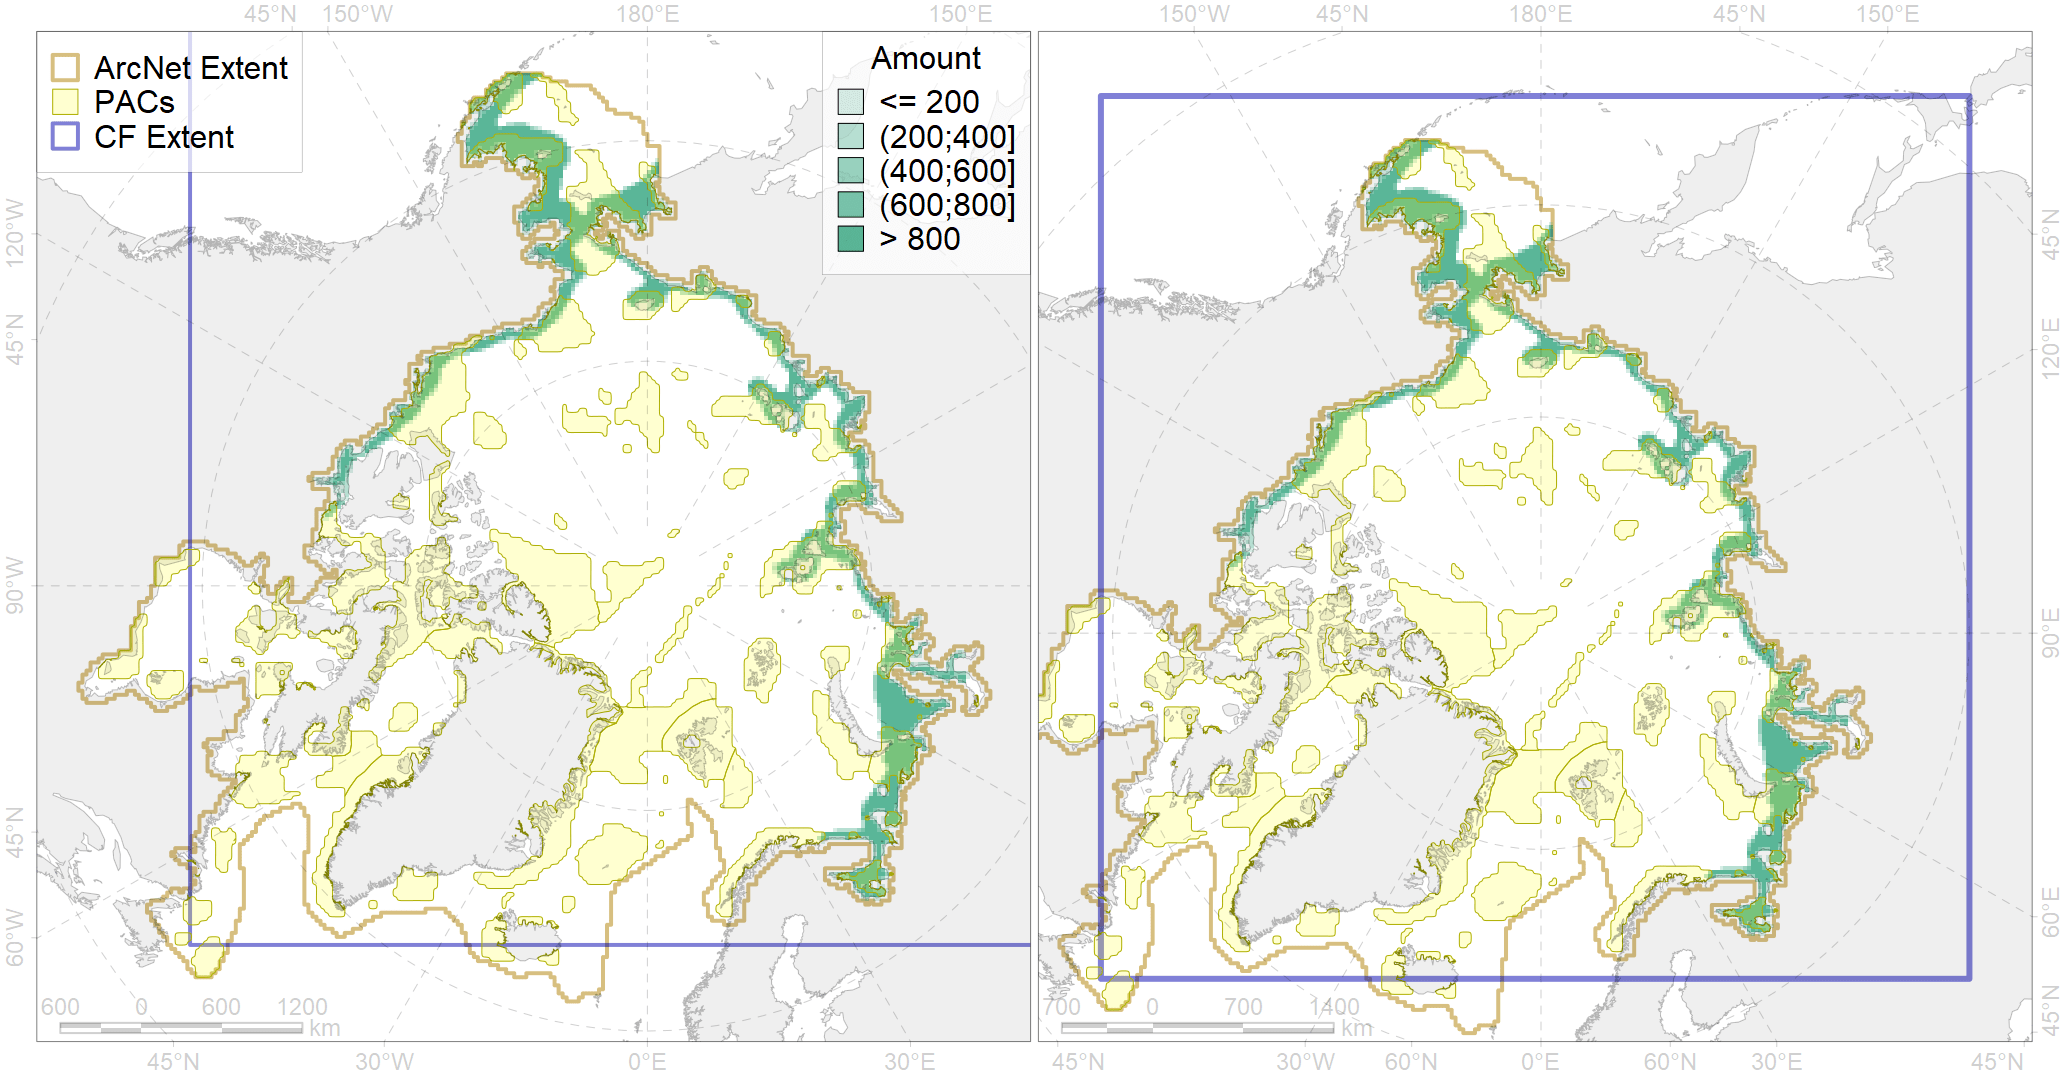 45°N 150°W 180°E 150°E
150°W 45°N 180°E 45°N 150°E
ArcNet Extent
PACs
CF Extent
Amount
<= 200
(200;400]
(400;600]
(600;800]
> 800
120°W
45°N
90°W
45°N
60°W
45°N
120°E
90°E
60°E
45°N
600 0 600 1200
km
700 0 700 1400
km
45°N 30°W 0°E 30°E
45°N 30°W 60°N 0°E 60°N 30°E 45°N